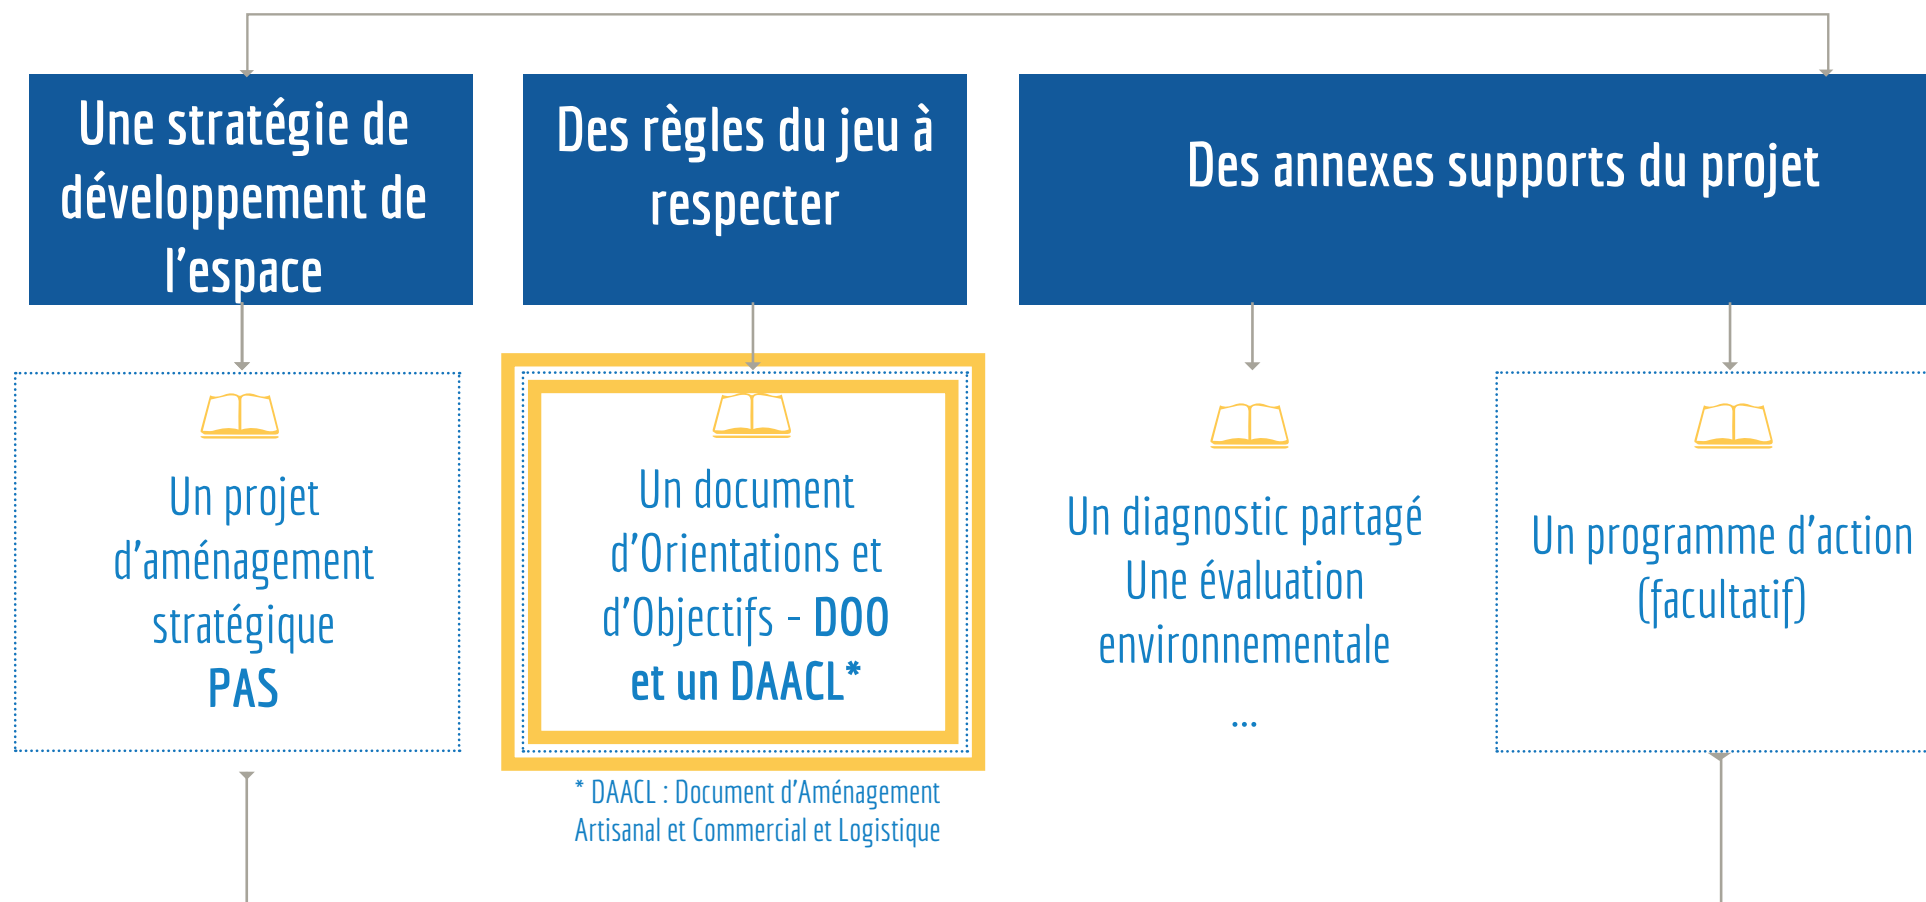 Une stratégie de
développement de
l'espace
Des règles du jeu à
respecter
Des annexes supports du projet
Un projet
d'aménagement
stratégique
PAS
Un document
d'Orientations et
d'Objectifs - DOO
et un DAACL*
* DAACL : Document d'Aménagement
Artisanal et Commercial et Logistique
Un diagnostic partagé
Une évaluation
environnementale
...
Un programme d'action
(facultatif)